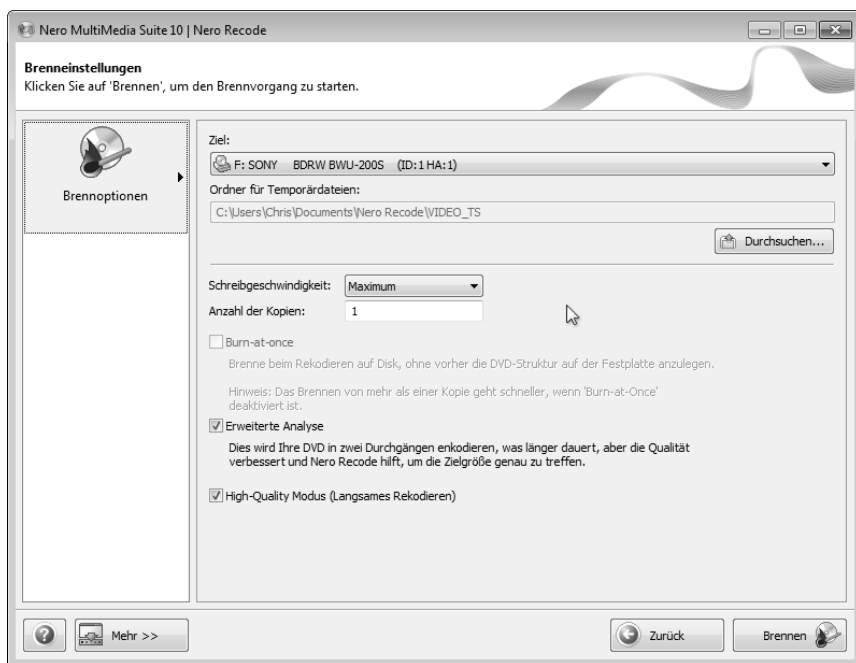 Nero MultiMedia Suite 10 | Nero Recode
Brenneinstellungen
Klicken Sie auf 'Brennen', um den Brennvorgang zu starten.
Brennoptionen
Ziel:
F: SONY BDRW BWU-200S (ID:1 HA:1)
Ordner für Temporärdateien:
C:\Users\Chris\Documents\Nero Recode\VIDEO_TS
Durchsuchen...
Schreibgeschwindigkeit: Maximum
Anzahl der Kopien: 1
Burn-at-once
Brenne beim Rekodieren auf Disk, ohne vorher die DVD-Struktur auf der Festplatte anzulegen.
Hinweis: Das Brennen von mehr als einer Kopie geht schneller, wenn 'Burn-at-Once'
deaktiviert ist.
Erweiterte Analyse
Dies wird Ihre DVD in zwei Durchgängen enkodieren, was länger dauert, aber die Qualität
verbessert und Nero Recode hilft, um die Zielgröße genau zu treffen.
High-Quality Modus (Langsames Rekodieren)
Mehr >>
Zurück
Brennen